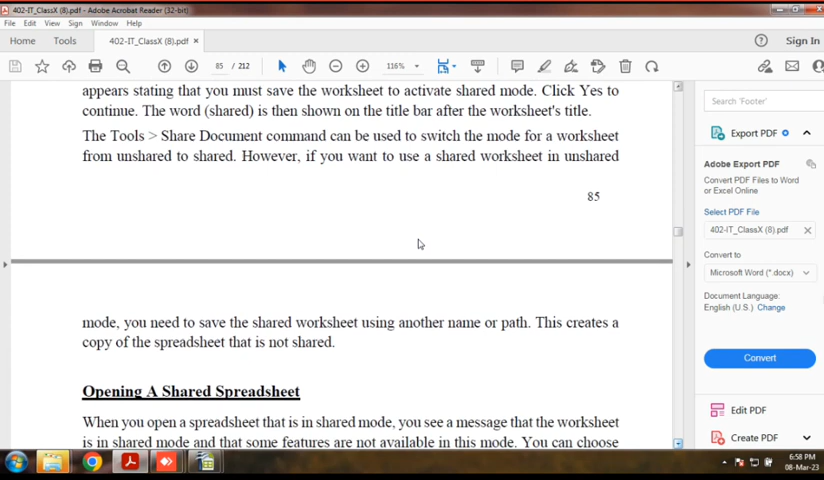 402-IT_ClassX (8).pdf - Adobe Acrobat Reader (32-bit)
File Edit View Sign Window Help
Home Tools 402-IT_ClassX (8).pdf × Sign In
85 / 212 116%
appears stating that you must save the worksheet to activate shared mode. Click Yes to
continue. The word (shared) is then shown on the title bar after the worksheet's title.
The Tools > Share Document command can be used to switch the mode for a worksheet
from unshared to shared. However, if you want to use a shared worksheet in unshared
85
mode, you need to save the shared worksheet using another name or path. This creates a
copy of the spreadsheet that is not shared.
Opening A Shared Spreadsheet
When you open a spreadsheet that is in shared mode, you see a message that the worksheet
is in shared mode and that some features are not available in this mode. You can choose
Search 'Footer'
Export PDF
Adobe Export PDF
Convert PDF Files to Word
or Excel Online
Select PDF File
402-IT_ClassX (8).pdf
Convert to
Microsoft Word (*.docx)
Document Language:
English (U.S.) Change
Convert
Edit PDF
Create PDF
6:58 PM
08-Mar-23